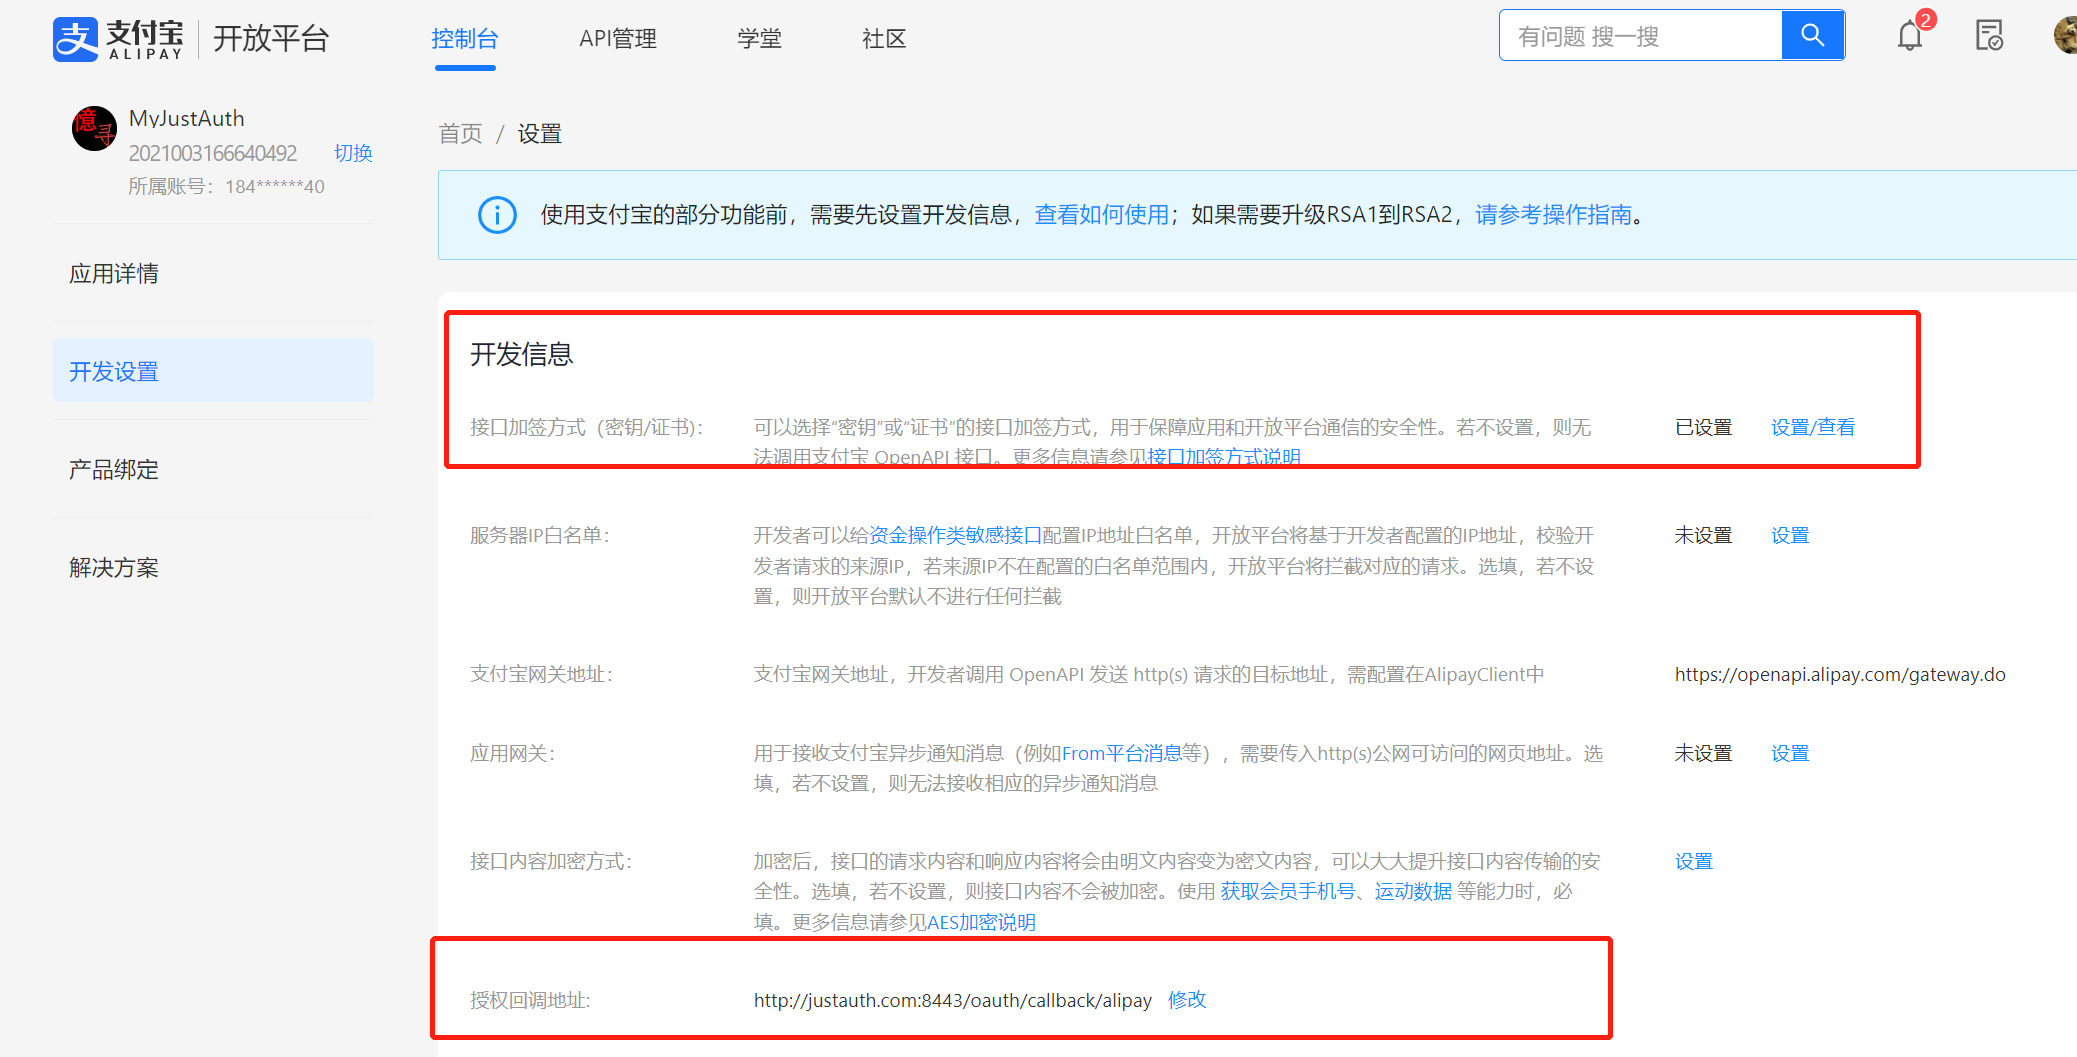 支付宝 ALIPAY 开放平台 控制台 API管理 学堂 社区 有问题 搜一搜 2
憶寻 MyJustAuth
2021003166640492 切换
所属账号：184******40
应用详情
开发设置
产品绑定
解决方案
首页 / 设置
使用支付宝的部分功能前，需要先设置开发信息，查看如何使用；如果需要升级RSA1到RSA2，请参考操作指南。
开发信息
接口加签方式（密钥/证书）： 可以选择“密钥”或“证书”的接口加签方式，用于保障应用和开放平台通信的安全性。若不设置，则无 已设置 设置/查看
法调用支付宝 OpenAPI 接口。更多信息请参见接口加签方式说明
服务器IP白名单： 开发者可以给资金操作类敏感接口配置IP地址白名单，开放平台将基于开发者配置的IP地址，校验开 未设置 设置
发者请求的来源IP，若来源IP不在配置的白名单范围内，开放平台将拦截对应的请求。选填，若不设
置，则开放平台默认不进行任何拦截
支付宝网关地址： 支付宝网关地址，开发者调用 OpenAPI 发送 http(s) 请求的目标地址，需配置在AlipayClient中 https://openapi.alipay.com/gateway.do
应用网关： 用于接收支付宝异步通知消息（例如From平台消息等），需要传入http(s)公网可访问的网页地址。选 未设置 设置
填，若不设置，则无法接收相应的异步通知消息
接口内容加密方式： 加密后，接口的请求内容和响应内容将会由明文内容变为密文内容，可以大大提升接口内容传输的安 设置
全性。选填，若不设置，则接口内容不会被加密。使用 获取会员手机号、运动数据 等能力时，必
填。更多信息请参见AES加密说明
授权回调地址: http://justauth.com:8443/oauth/callback/alipay 修改